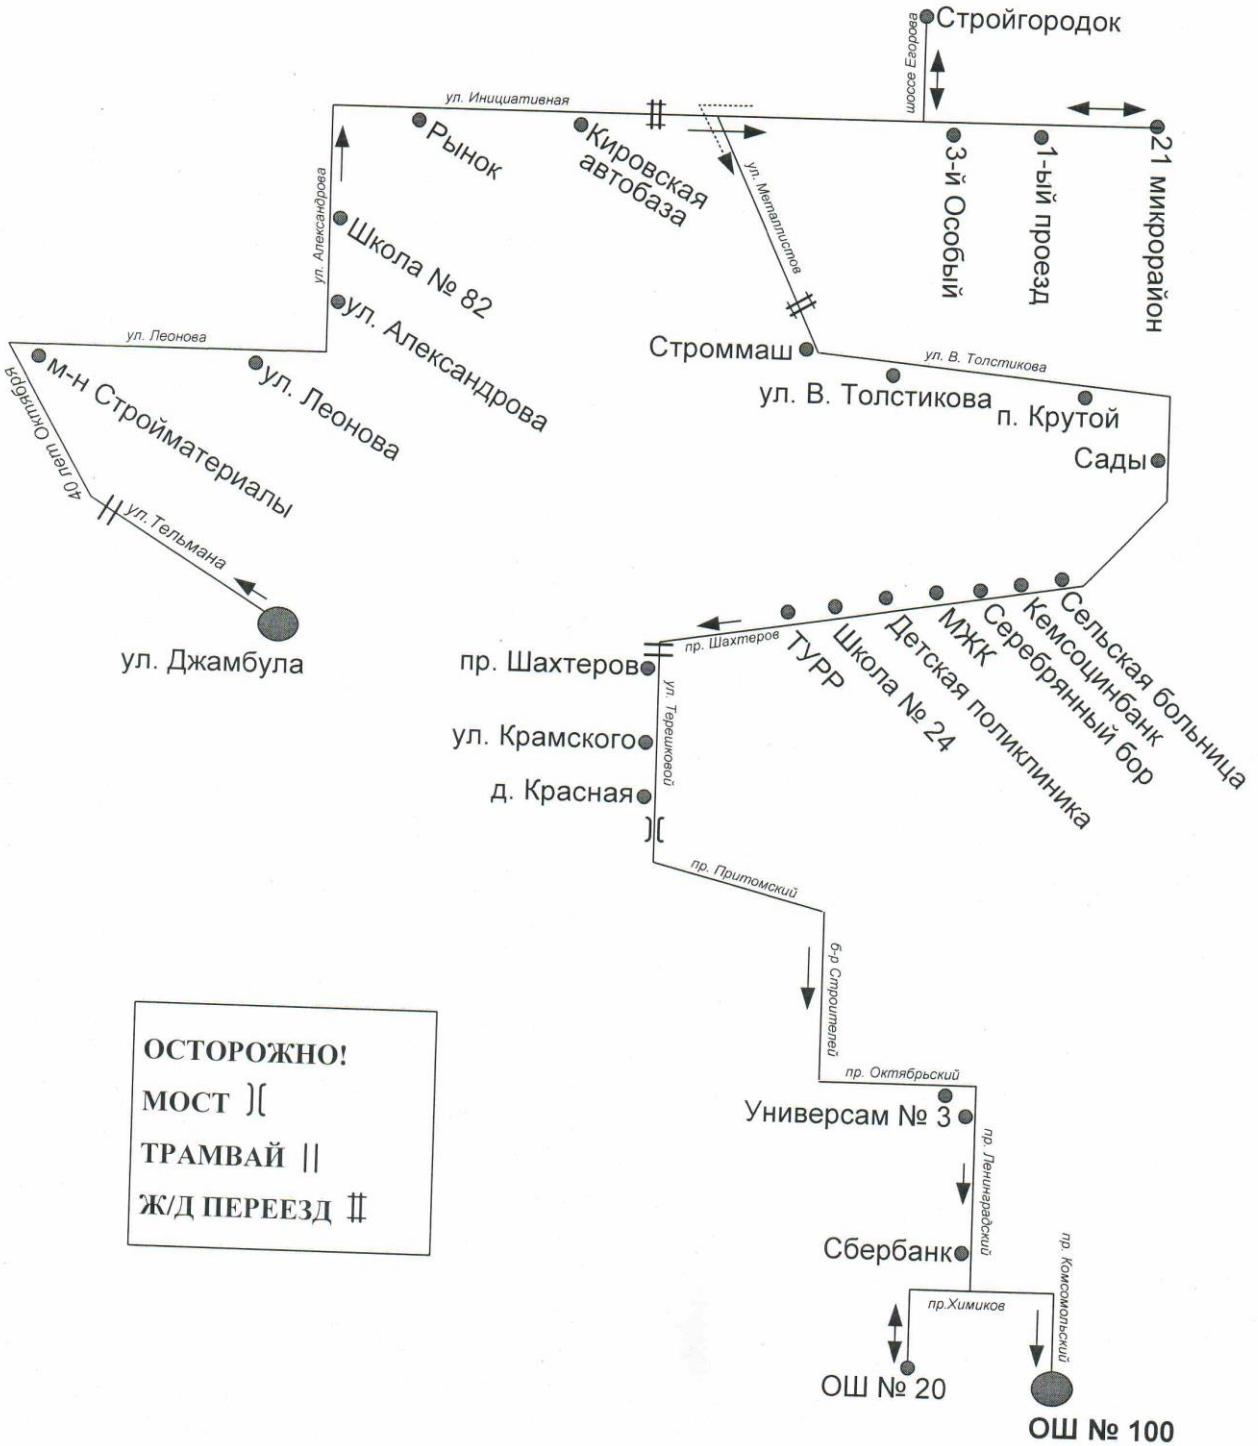 Стройгородок
шоссе Егорова
ул. Инициативная
Рынок
Кировская
автобаза
3-й Особый
1-ый проезд
21 микрорайон
ул. Александрова
Школа № 82
ул. Александрова
ул. Металлистов
ул. Леонова
м-н Стройматериалы
ул. Леонова
40 лет Октября
ул.Тельмана
ул. Джамбула
Строммаш
ул. В. Толстикова
ул. В. Толстикова
п. Крутой
Сады
Сельская больница
Кемсоцинбанк
Серебрянный бор
МЖК
Детская поликлиника
Школа № 24
ТУРР
пр. Шахтеров
пр. Шахтеров
ул. Терешковой
ул. Крамского
д. Красная
пр. Притомский
б-р Строителей
пр. Октябрьский
Универсам № 3
пр. Ленинградский
Сбербанк
пр.Химиков
пр. Комсомольский
ОШ № 20
ОШ № 100
ОСТОРОЖНО!
МОСТ
ТРАМВАЙ
Ж/Д ПЕРЕЕЗД